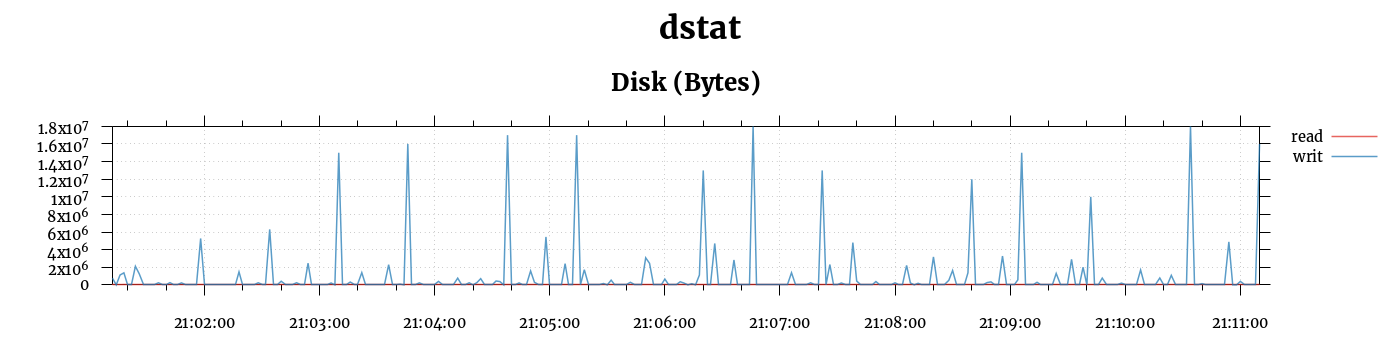 dstat
Disk (Bytes)
1.8x10⁷
1.6x10⁷
1.4x10⁷
1.2x10⁷
1x10⁷
8x10⁶
6x10⁶
4x10⁶
2x10⁶
0
read
writ
21:02:00 21:03:00 21:04:00 21:05:00 21:06:00 21:07:00 21:08:00 21:09:00 21:10:00 21:11:00